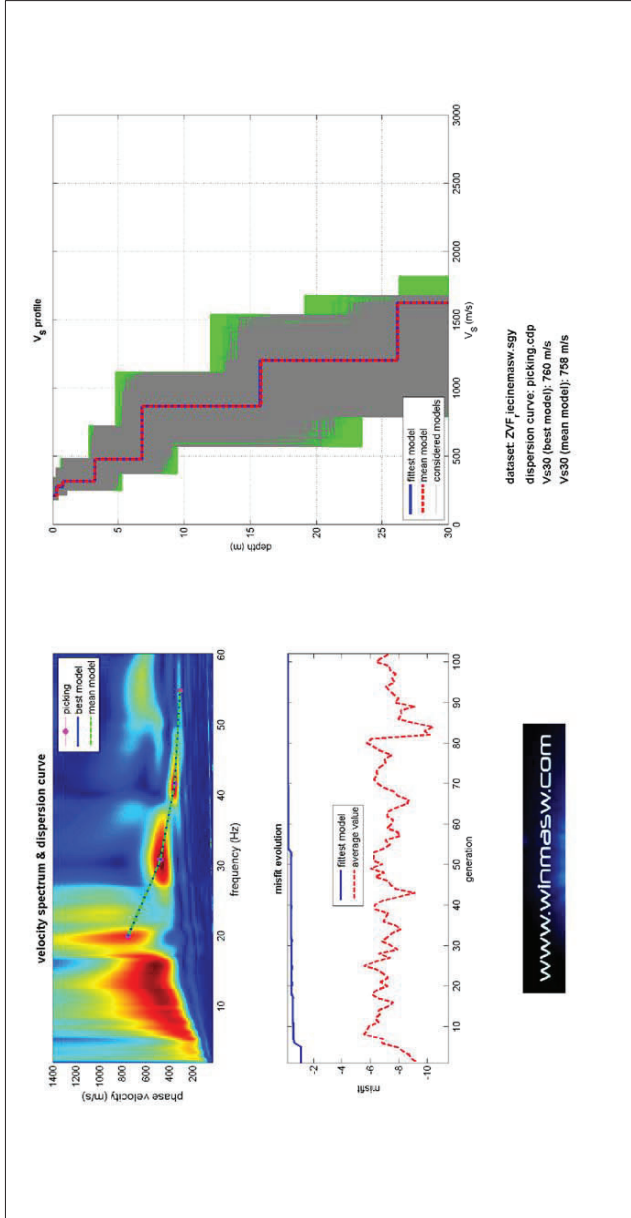 velocity spectrum & dispersion curve
1400
1200
1000
800
600
400
200
phase velocity (m/s)
10
20
30
40
50
60
frequency (Hz)
picking
best model
mean model
misfit evolution
-2
-4
-6
-8
-10
misfit
10
20
30
40
50
60
70
80
90
100
generation
fittest model
average value
www.winmasw.com
VS profile
0
5
10
15
20
25
30
depth (m)
0
500
1000
1500
2000
2500
3000
VS (m/s)
fittest model
mean model
considered models
dataset: ZVFrjecinemasw.sgy
dispersion curve: picking.cdp
Vs30 (best model): 760 m/s
Vs30 (mean model): 758 m/s